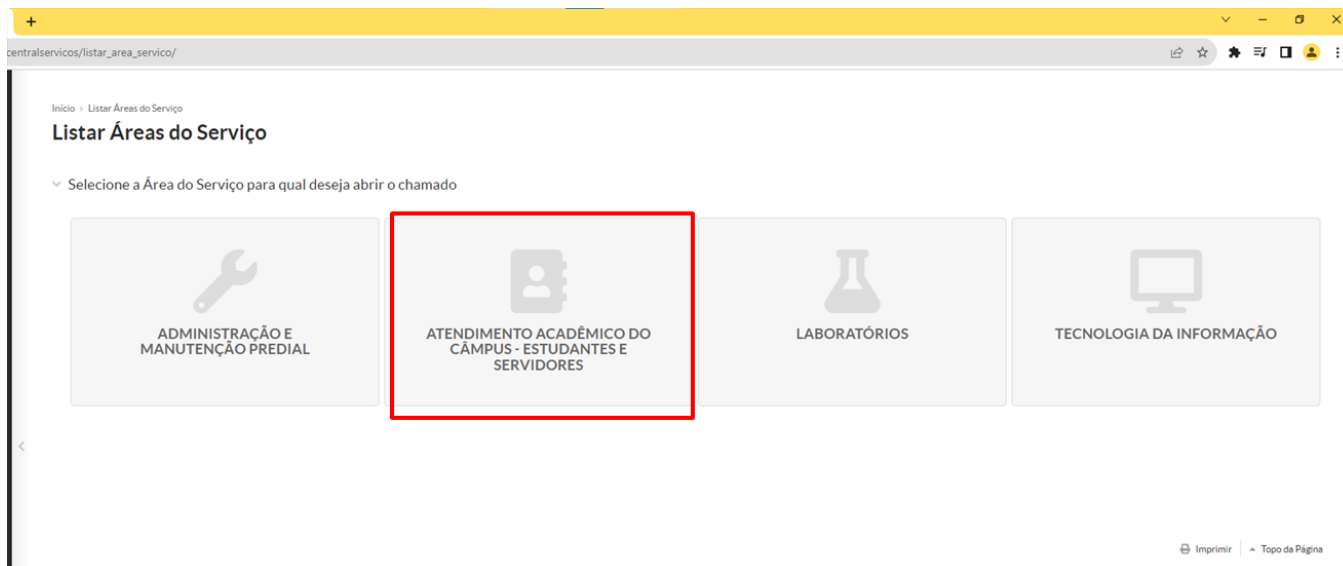 centralservicos/listar_area_servico/
Início > Listar Áreas do Serviço
Listar Áreas do Serviço
Selecione a Área do Serviço para qual deseja abrir o chamado
ADMINISTRAÇÃO E
MANUTENÇÃO PREDIAL
ATENDIMENTO ACADÊMICO DO
CÂMPUS - ESTUDANTES E
SERVIDORES
LABORATÓRIOS
TECNOLOGIA DA INFORMAÇÃO
Imprimir
Topo da Página